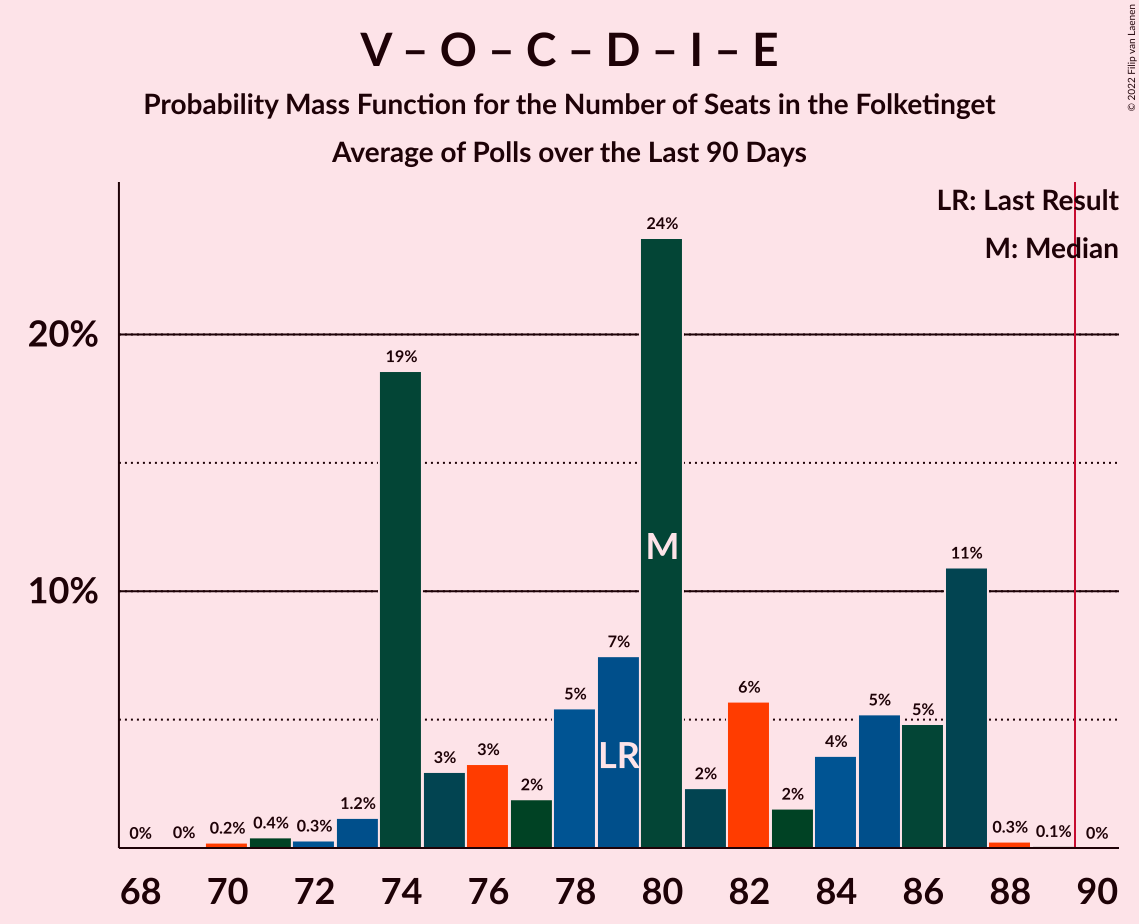 V – O – C – D – I – E
Probability Mass Function for the Number of Seats in the Folketinget
Average of Polls over the Last 90 Days
© 2022 Filip van Laenen
LR: Last Result
M: Median
20%
10%
0%
0%
0.2%
0.4%
0.3%
1.2%
19%
3%
3%
2%
5%
7%
24%
2%
6%
2%
4%
5%
5%
11%
0.3%
0.1%
0%
M
LR
68 70 72 74 76 78 80 82 84 86 88 90